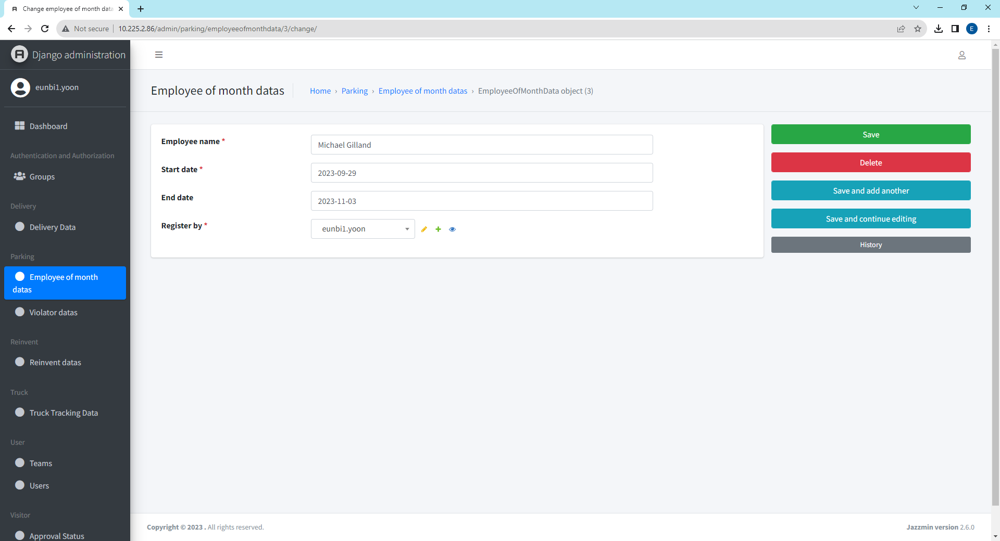 Change employee of month data
Not secure
10.225.2.86/admin/parking/employeeofmonthdata/3/change/
E
Django administration
eunbi1.yoon
Dashboard
Authentication and Authorization
Groups
Delivery
Delivery Data
Parking
Employee of month
datas
Violator datas
Reinvent
Reinvent datas
Truck
Truck Tracking Data
User
Teams
Users
Visitor
Approval Status
Employee of month datas
Home › Parking › Employee of month datas › EmployeeOfMonthData object (3)
Employee name *
Michael Gilland
Start date *
2023-09-29
End date
2023-11-03
Register by *
eunbi1.yoon
Save
Delete
Save and add another
Save and continue editing
History
Copyright © 2023 . All rights reserved.
Jazzmin version 2.6.0